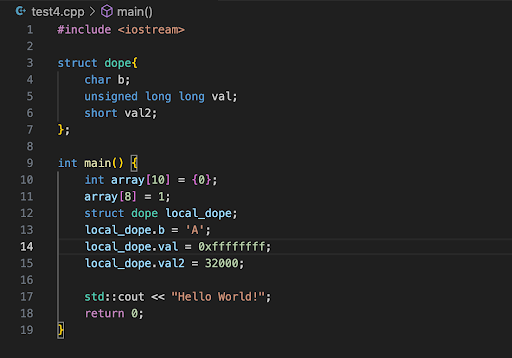 test4.cpp > main()
1 #include <iostream>
2
3 struct dope{
4     char b;
5     unsigned long long val;
6     short val2;
7 };
8
9 int main() {
10     int array[10] = {0};
11     array[8] = 1;
12     struct dope local_dope;
13     local_dope.b = 'A';
14     local_dope.val = 0xffffffff;
15     local_dope.val2 = 32000;
16
17     std::cout << "Hello World!";
18     return 0;
19 }